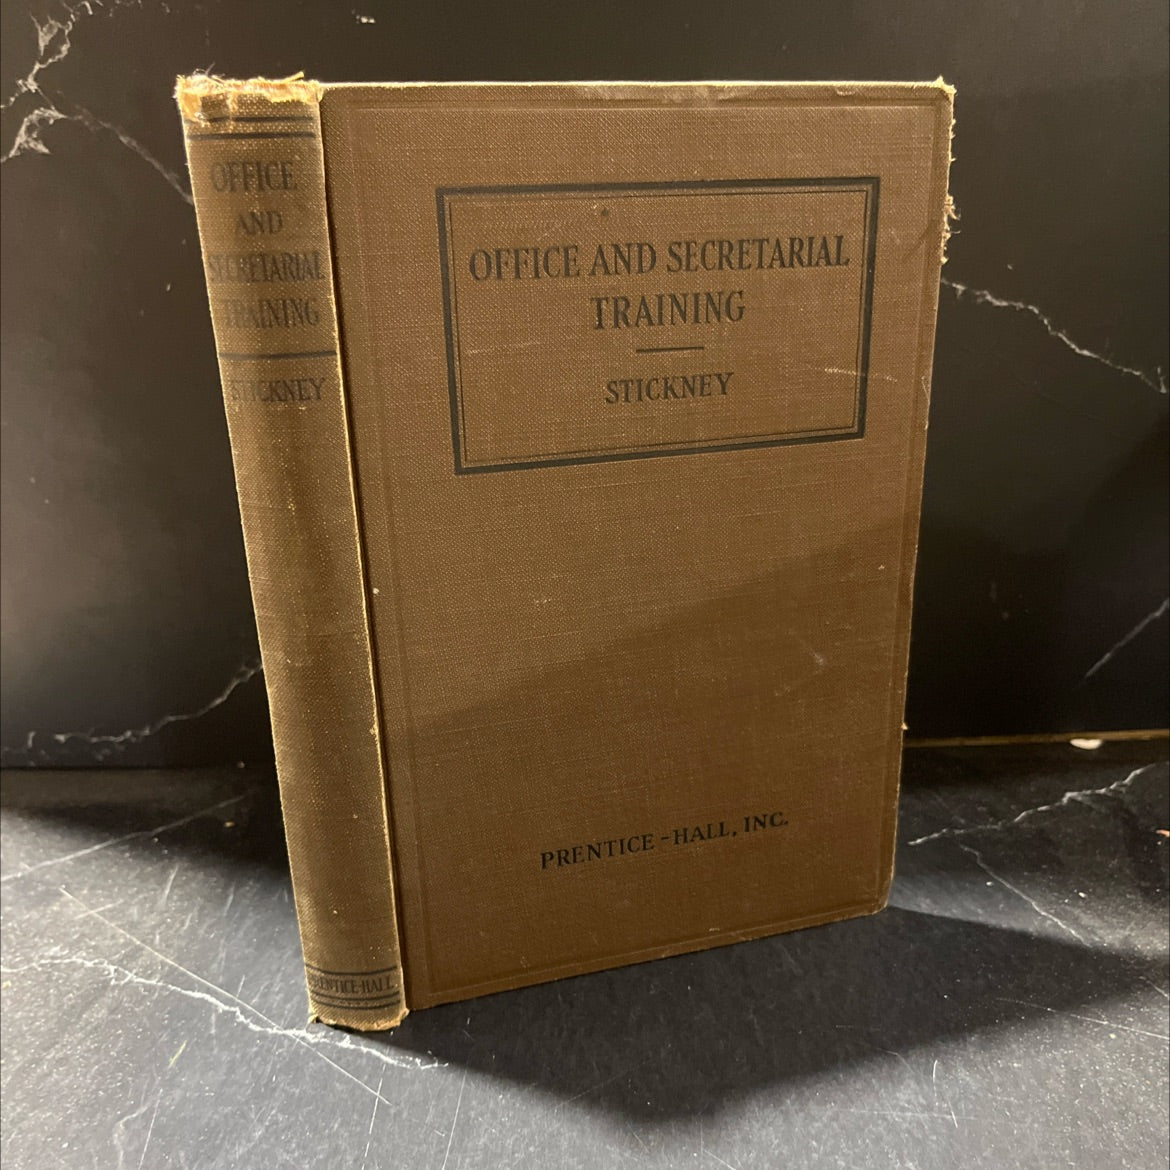 OFFICE
AND
SECRETARIAL
TRAINING
STICKNEY
PRENTICE-HALL
OFFICE AND SECRETARIAL
TRAINING
STICKNEY
PRENTICE-HALL, INC.